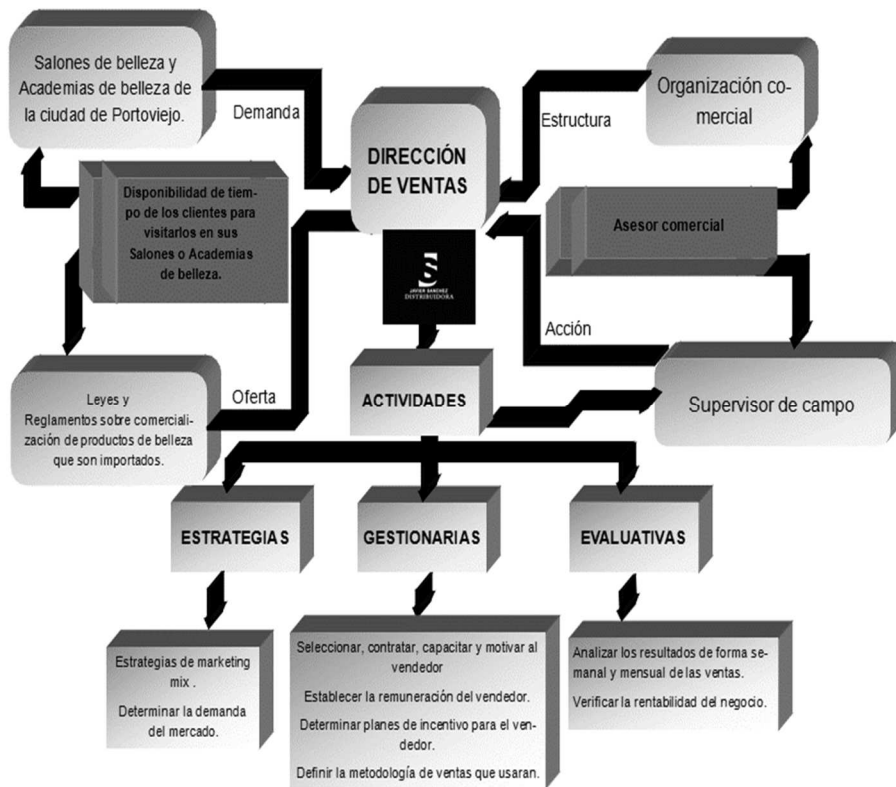 Salones de belleza y
Academias de belleza de
la ciudad de Portoviejo.
Demanda
DIRECCIÓN
DE VENTAS
Estructura
Organización co-
mercial
Disponibilidad de tiem-
po de los clientes para
visitarlos en sus
Salones o Academias
de belleza.
Asesor comercial
S
JAVIER SANCHEZ
DISTRIBUIDORA
Leyes y
Reglamentos sobre comerciali-
zación de productos de belleza
que son importados.
Oferta
ACTIVIDADES
Acción
Supervisor de campo
ESTRATEGIAS
GESTIONARIAS
EVALUATIVAS
Estrategias de marketing
mix .
Determinar la demanda
del mercado.
Seleccionar, contratar, capacitar y motivar al
vendedor
Establecer la remuneración del vendedor.
Determinar planes de incentivo para el ven-
dedor.
Definir la metodología de ventas que usaran.
Analizar los resultados de forma se-
manal y mensual de las ventas.
Verificar la rentabilidad del negocio.